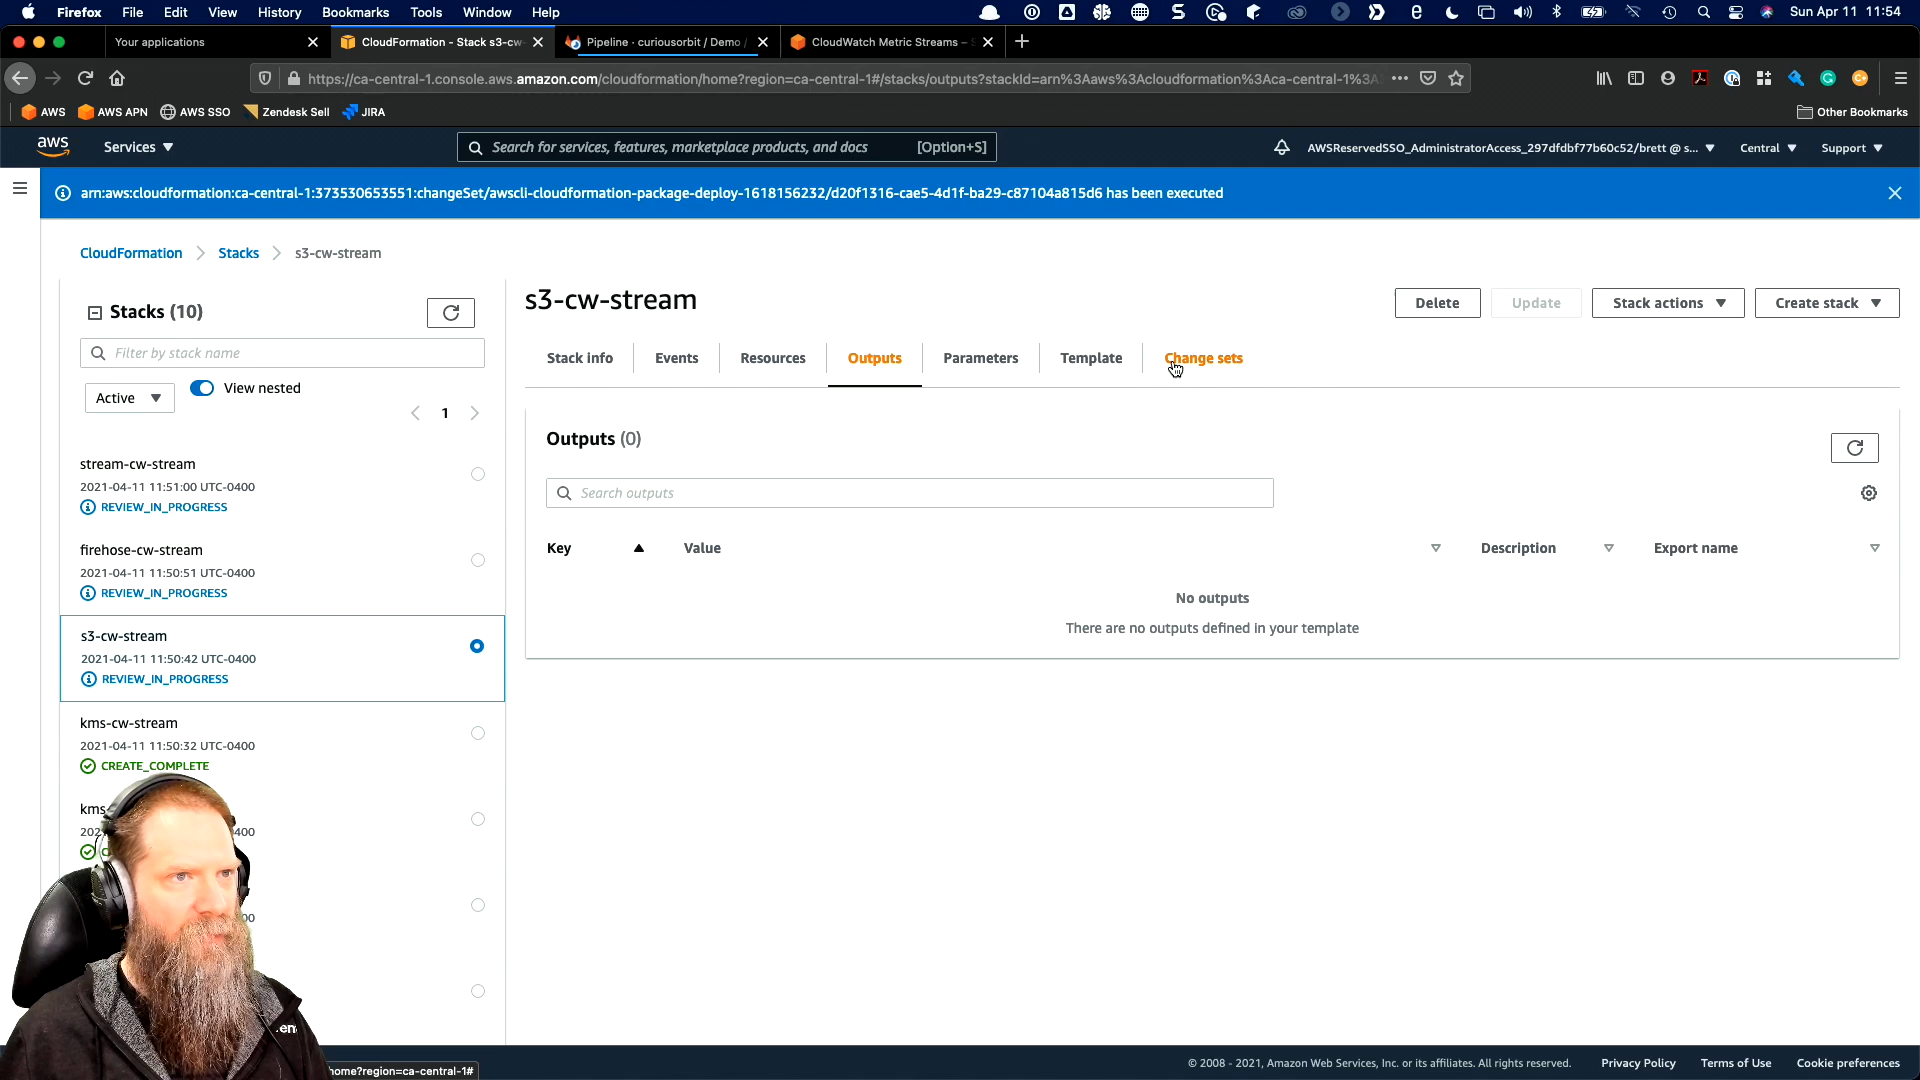 Firefox File Edit View History Bookmarks Tools Window Help Sun Apr 11 11:54
Your applications CloudFormation - Stack s3-cw- Pipeline · curiousorbit / Demo / CloudWatch Metric Streams –
https://ca-central-1.console.aws.amazon.com/cloudformation/home?region=ca-central-1#/stacks/outputs?stackId=arn%3Aaws%3Acloudformation%3Aca-central-1%3A
AWS AWS APN AWS SSO Zendesk Sell JIRA Other Bookmarks
aws Services Search for services, features, marketplace products, and docs [Option+S] AWSReservedSSO_AdministratorAccess_297dfdbf77b60c52/brett @ s... Central Support
arn:aws:cloudformation:ca-central-1:373530653551:changeSet/awscli-cloudformation-package-deploy-1618156232/d20f1316-cae5-4d1f-ba29-c87104a815d6 has been executed
CloudFormation Stacks s3-cw-stream
Stacks (10)
Filter by stack name
Active View nested
1
stream-cw-stream
2021-04-11 11:51:00 UTC-0400
REVIEW_IN_PROGRESS
firehose-cw-stream
2021-04-11 11:50:51 UTC-0400
REVIEW_IN_PROGRESS
s3-cw-stream
2021-04-11 11:50:42 UTC-0400
REVIEW_IN_PROGRESS
kms-cw-stream
2021-04-11 11:50:32 UTC-0400
CREATE_COMPLETE
kms-
s3-cw-stream
Delete Update Stack actions Create stack
Stack info Events Resources Outputs Parameters Template Change sets
Outputs (0)
Search outputs
Key Value Description Export name
No outputs
There are no outputs defined in your template
home?region=ca-central-1#
© 2008 - 2021, Amazon Web Services, Inc. or its affiliates. All rights reserved. Privacy Policy Terms of Use Cookie preferences